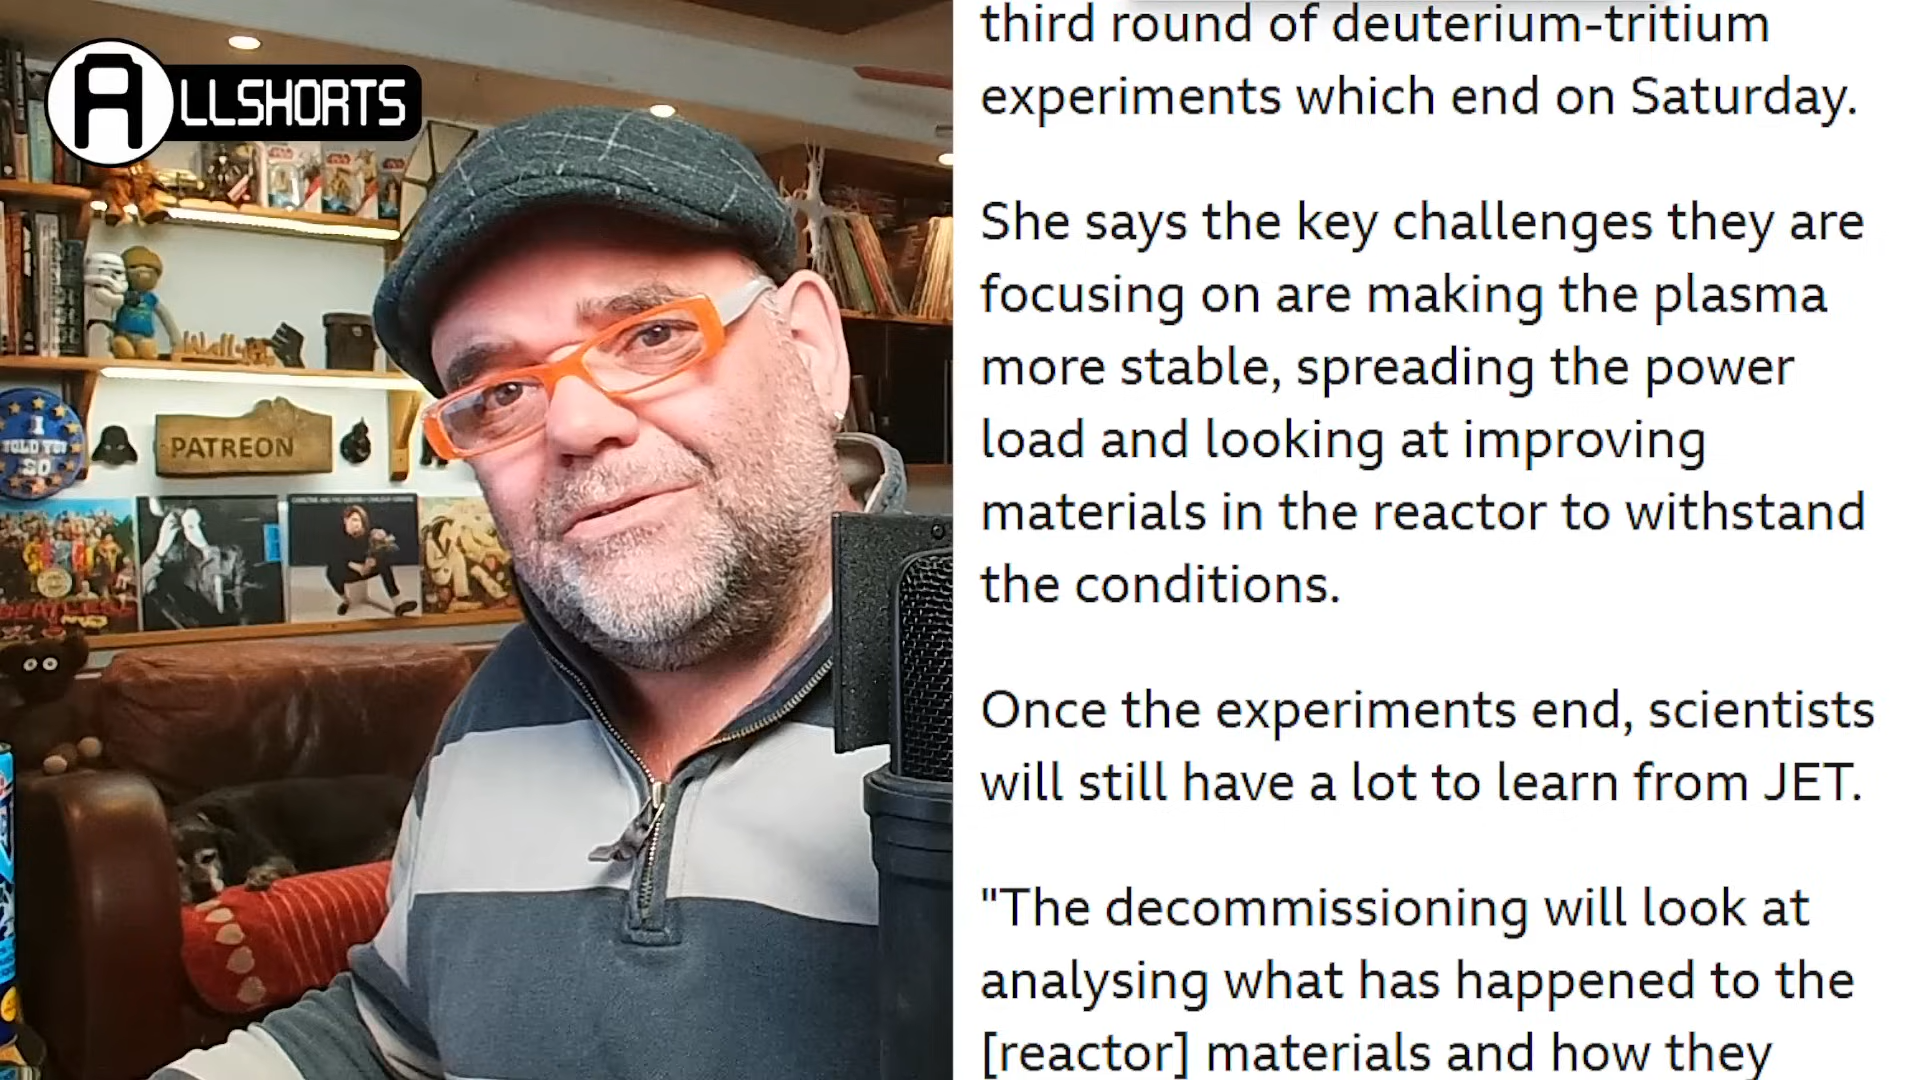 ALLSHORTS
Wally
I
TOLD YOU
SO
PATREON
BEATLES
third round of deuterium-tritium
experiments which end on Saturday.
She says the key challenges they are
focusing on are making the plasma
more stable, spreading the power
load and looking at improving
materials in the reactor to withstand
the conditions.
Once the experiments end, scientists
will still have a lot to learn from JET.
"The decommissioning will look at
analysing what has happened to the
[reactor] materials and how they